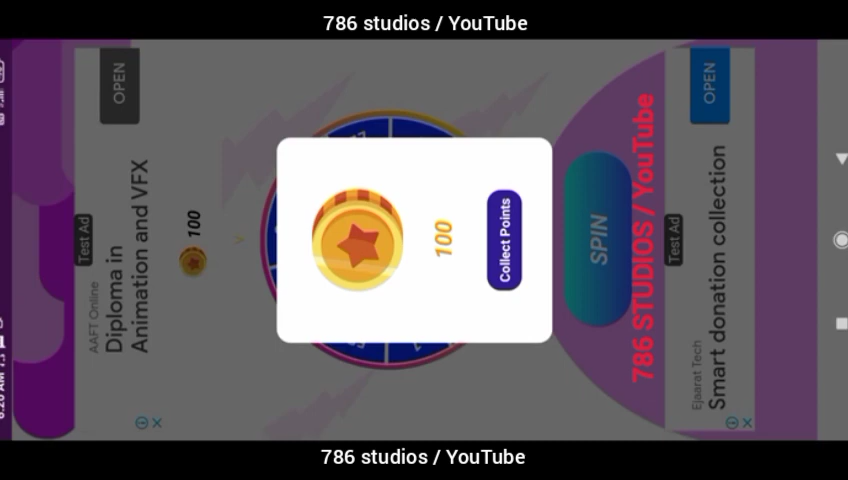 786 studios / YouTube
OPEN
Test Ad
AAFT Online
Diploma in
Animation and VFX
100
100
Collect Points
SPIN
786 STUDIOS / YouTube
OPEN
Test Ad
Ejaarat Tech
Smart donation collection
786 studios / YouTube